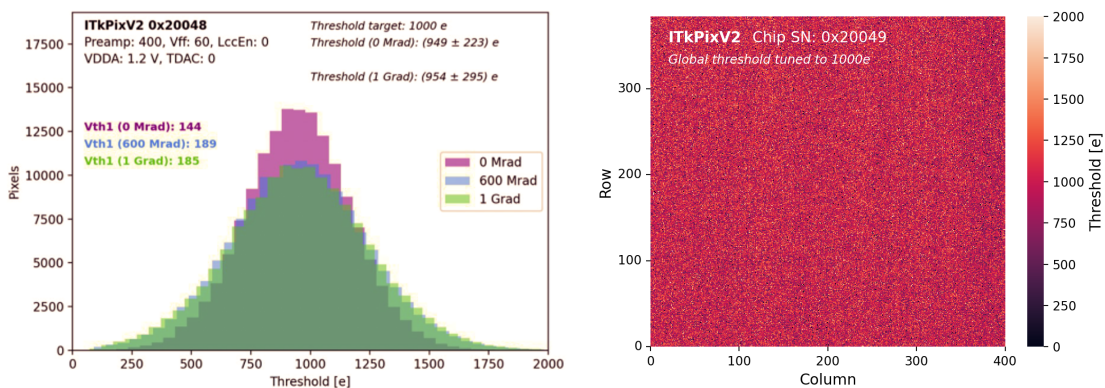 ITkPixV2 0x20048
Preamp: 400, Vff: 60, LccEn: 0
VDDA: 1.2 V, TDAC: 0
Threshold target: 1000 e
Threshold (0 Mrad): (949 ± 223) e
Threshold (1 Grad): (954 ± 295) e
Vth1 (0 Mrad): 144
Vth1 (600 Mrad): 189
Vth1 (1 Grad): 185
0 Mrad
600 Mrad
1 Grad
Pixels
17500
15000
12500
10000
7500
5000
2500
0
0 250 500 750 1000 1250 1500 1750 2000
Threshold [e]
ITkPixV2 Chip SN: 0x20049
Global threshold tuned to 1000e
Row
300
200
100
0
0 100 200 300 400
Column
2000
1750
1500
1250
1000
750
500
250
0
Threshold [e]